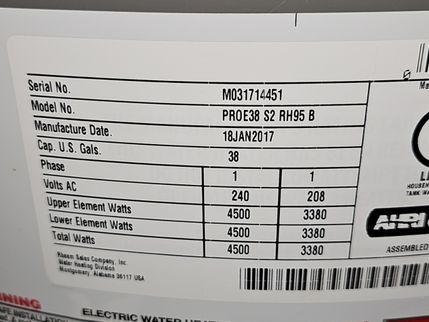 Serial No. M031714451
Model No. PROE38 S2 RH95 B
Manufacture Date. 18JAN2017
Cap. U.S. Gals. 38
Phase 1 1
Volts AC 240 208
Upper Element Watts 4500 3380
Lower Element Watts 4500 3380
Total Watts 4500 3380
Rheem Sales Company, Inc.
Water Heating Division
Montgomery, Alabama 36117 USA
AHRI
ASSEMBLED
ELECTRIC WATER